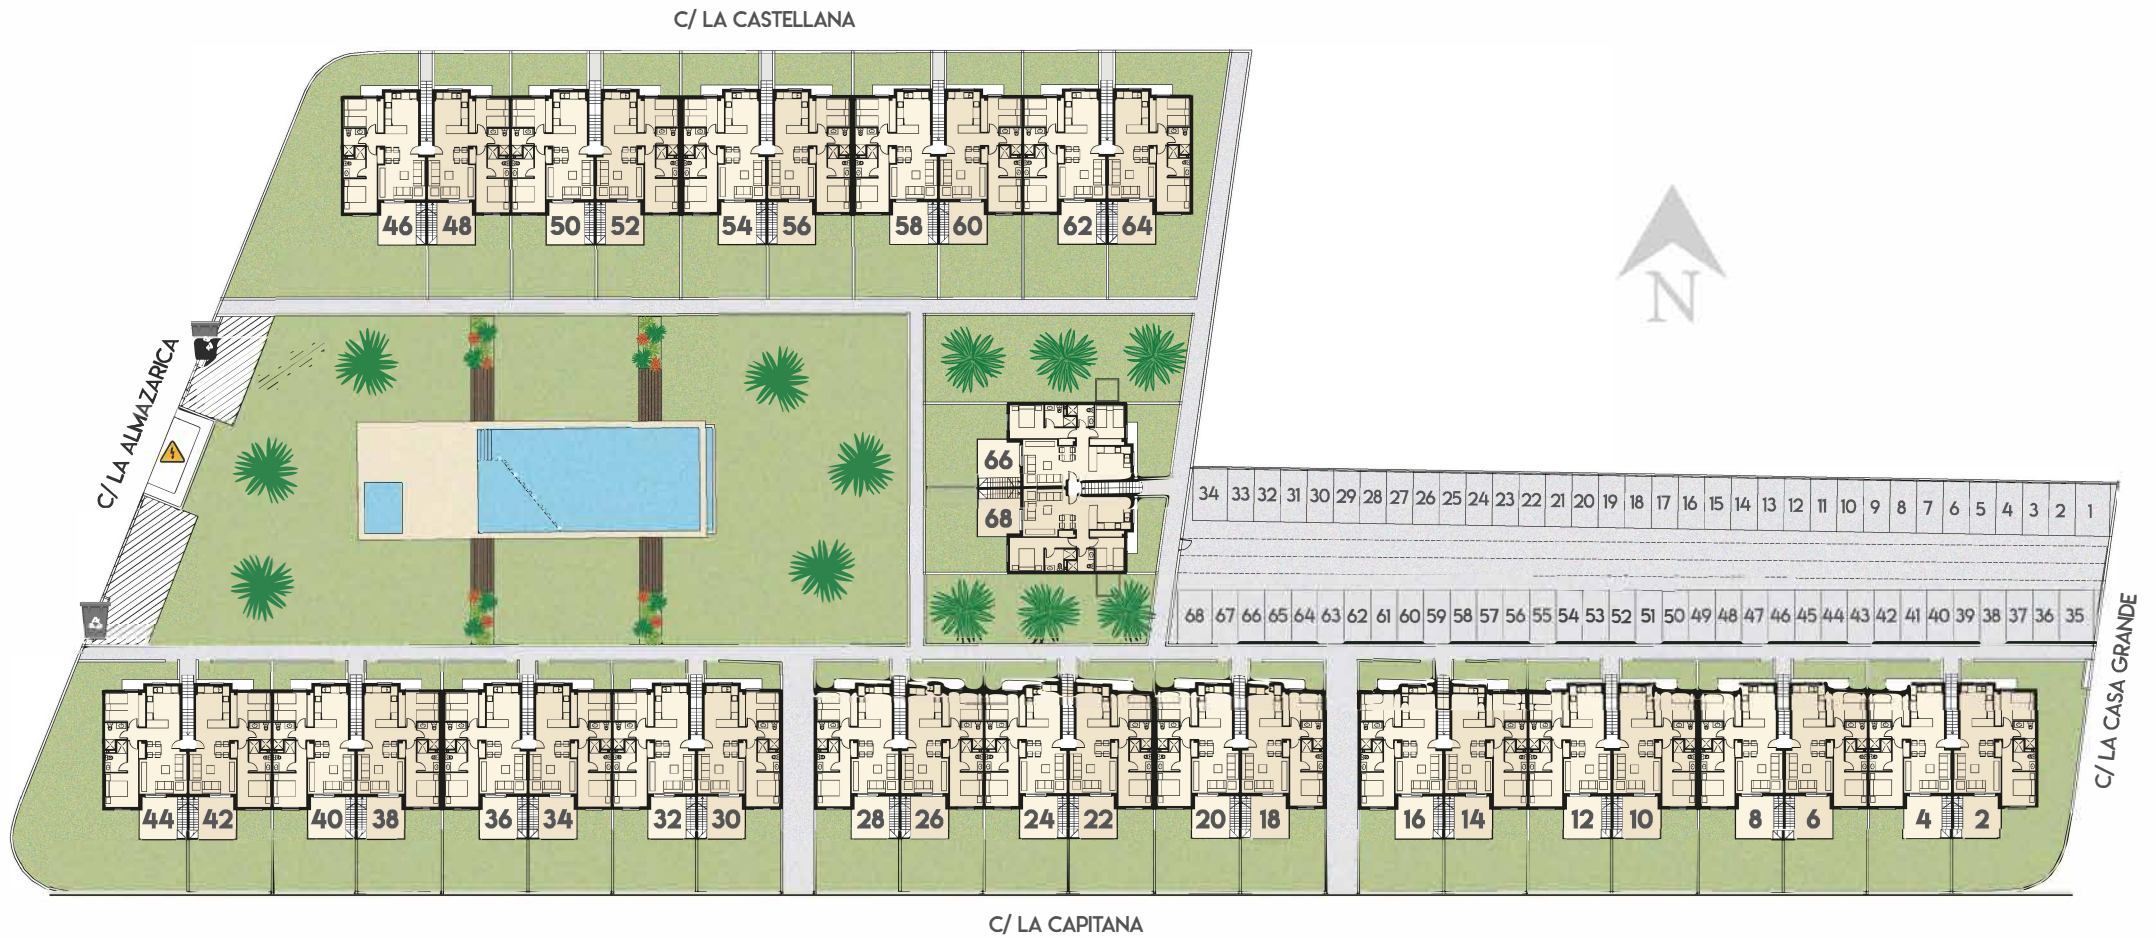 C/ LA CASTELLANA
46 48 50 52 54 56 58 60 62 64
N
C/ LA ALMAZZARICA
66
68
34 33 32 31 30 29 28 27 26 25 24 23 22 21 20 19 18 17 16 15 14 13 12 11 10 9 8 7 6 5 4 3 2 1
68 67 66 65 64 63 62 61 60 59 58 57 56 55 54 53 52 51 50 49 48 47 46 45 44 43 42 41 40 39 38 37 36 35
C/ LA CASA GRANDE
44 42 40 38 36 34 32 30 28 26 24 22 20 18 16 14 12 10 8 6 4 2
C/ LA CAPITANA